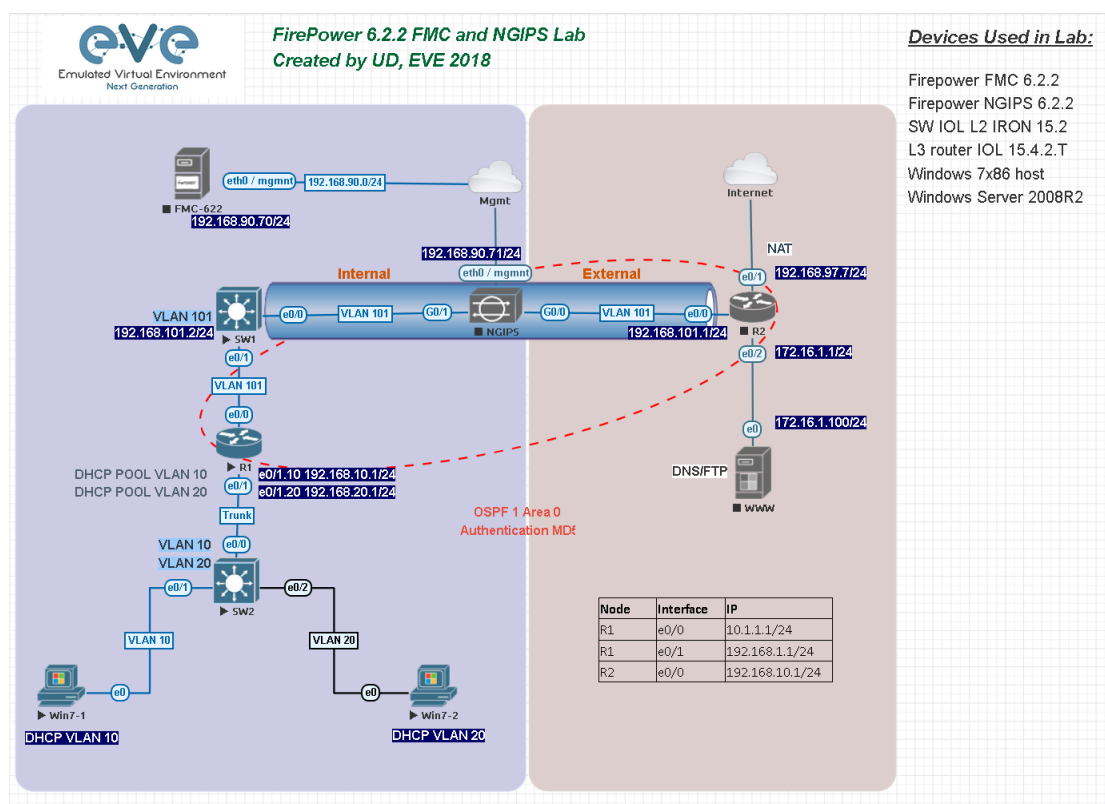 eve
Emulated Virtual Environment
Next Generation
FirePower 6.2.2 FMC and NGIPS Lab
Created by UD, EVE 2018
Devices Used in Lab:
Firepower FMC 6.2.2
Firepower NGIPS 6.2.2
SW IOL L2 IRON 15.2
L3 router IOL 15.4.2.T
Windows 7x86 host
Windows Server 2008R2
eth0 / mgmnt
192.168.90.0/24
FMC-622
192.168.90.70/24
Mgmt
192.168.90.71/24
eth0 / mgmnt
Internal
External
VLAN 101
192.168.101.2/24
SW1
e0/0
VLAN 101
G0/1
NGIPS
G0/0
VLAN 101
e0/0
192.168.101.1/24
Internet
NAT
e0/1
192.168.97.7/24
R2
e0/2
172.16.1.1/24
e0
172.16.1.100/24
DNS/FTP
WWW
e0/1
VLAN 101
e0/0
R1
DHCP POOL VLAN 10
DHCP POOL VLAN 20
e0/1.10 192.168.10.1/24
e0/1.20 192.168.20.1/24
e0/1
Trunk
OSPF 1 Area 0
Authentication MD5
VLAN 10
VLAN 20
e0/0
e0/1
SW2
e0/2
VLAN 10
VLAN 20
e0
Win7-1
DHCP VLAN 10
e0
Win7-2
DHCP VLAN 20
Node Interface IP
R1 e0/0 10.1.1.1/24
R1 e0/1 192.168.1.1/24
R2 e0/0 192.168.10.1/24